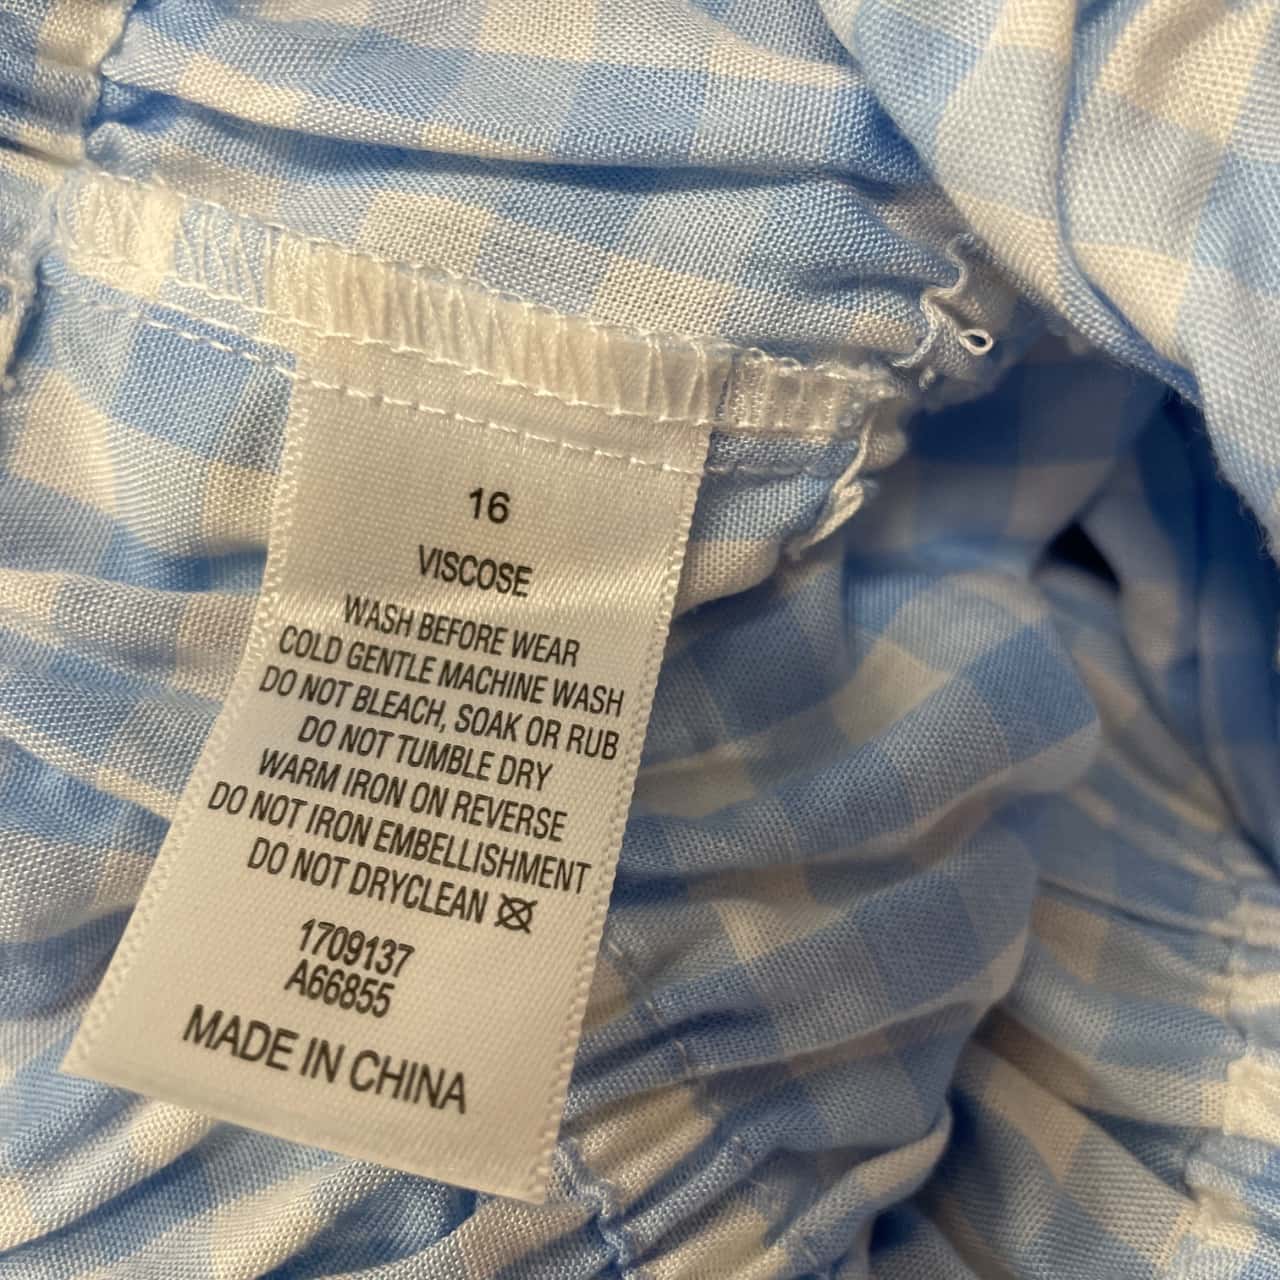 16
VISCOSE
WASH BEFORE WEAR
COLD GENTLE MACHINE WASH
DO NOT BLEACH, SOAK OR RUB
DO NOT TUMBLE DRY
WARM IRON ON REVERSE
DO NOT IRON EMBELLISHMENT
DO NOT DRYCLEAN
1709137
A66855
MADE IN CHINA